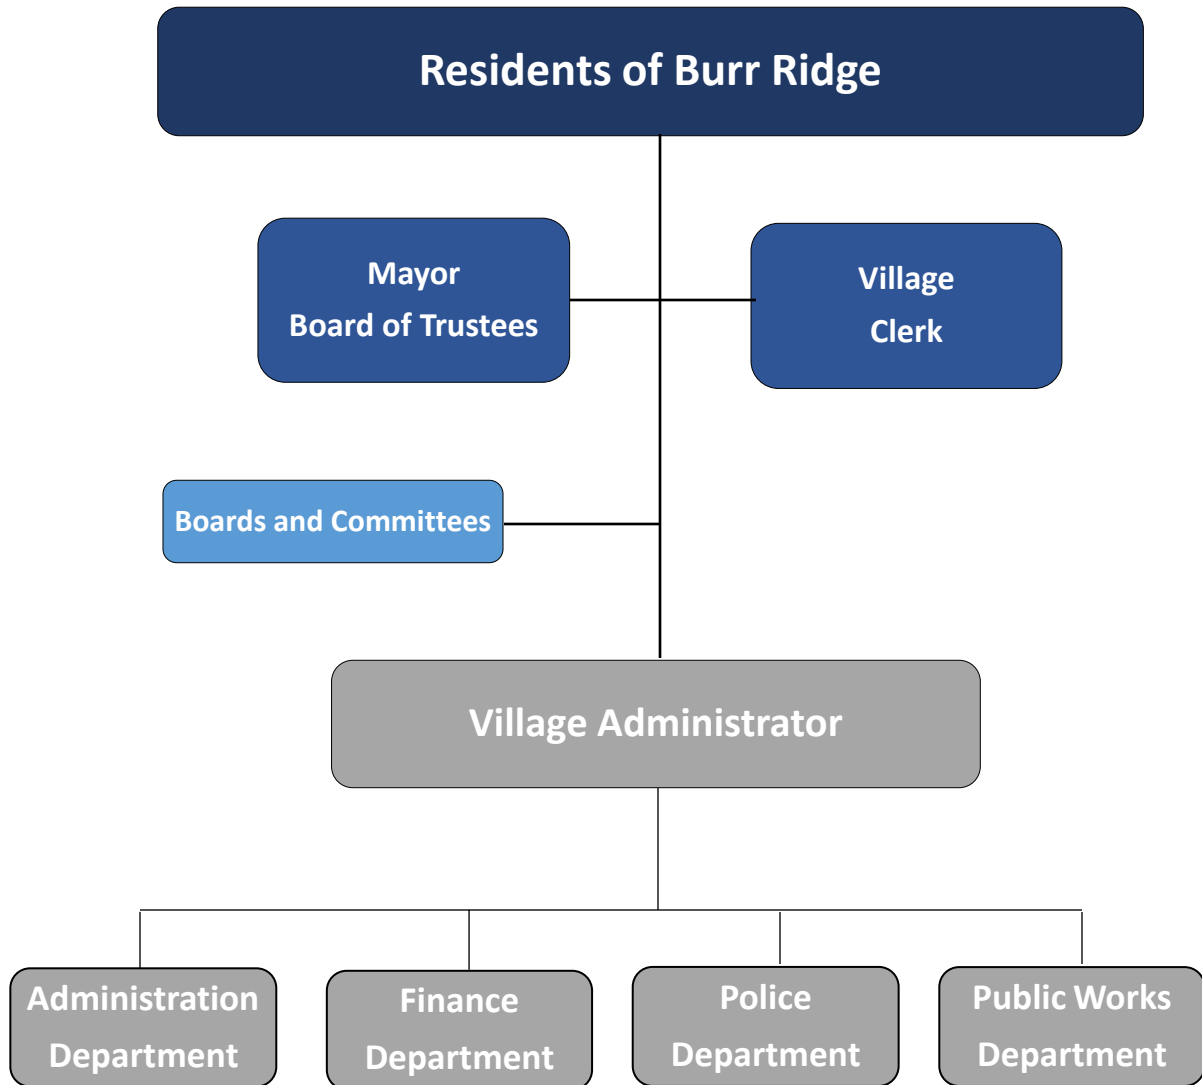 Residents of Burr Ridge
Mayor
Board of Trustees
Village
Clerk
Boards and Committees
Village Administrator
Administration
Department
Finance
Department
Police
Department
Public Works
Department